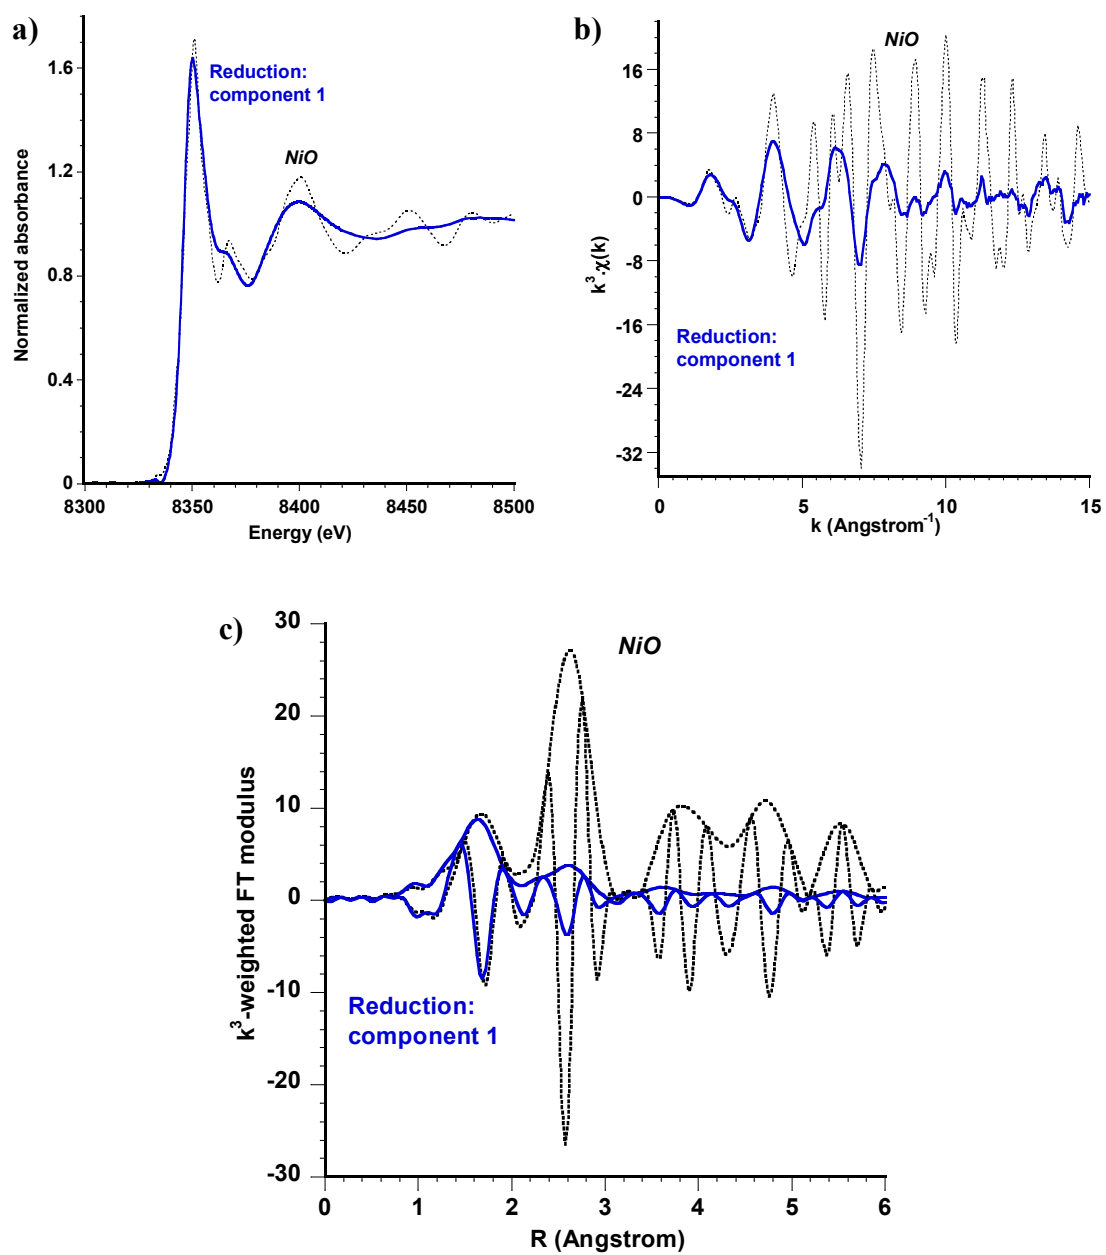 a)
Normalized absorbance
1.6
1.2
0.8
0.4
0
Reduction:
component 1
NiO
8300
8350
8400
8450
8500
Energy (eV)
b)
k³.χ(k)
16
8
0
-8
-16
-24
-32
NiO
Reduction:
component 1
0
5
10
15
k (Angstrom⁻¹)
c)
k³-weighted FT modulus
30
20
10
0
-10
-20
-30
NiO
Reduction:
component 1
0
1
2
3
4
5
6
R (Angstrom)